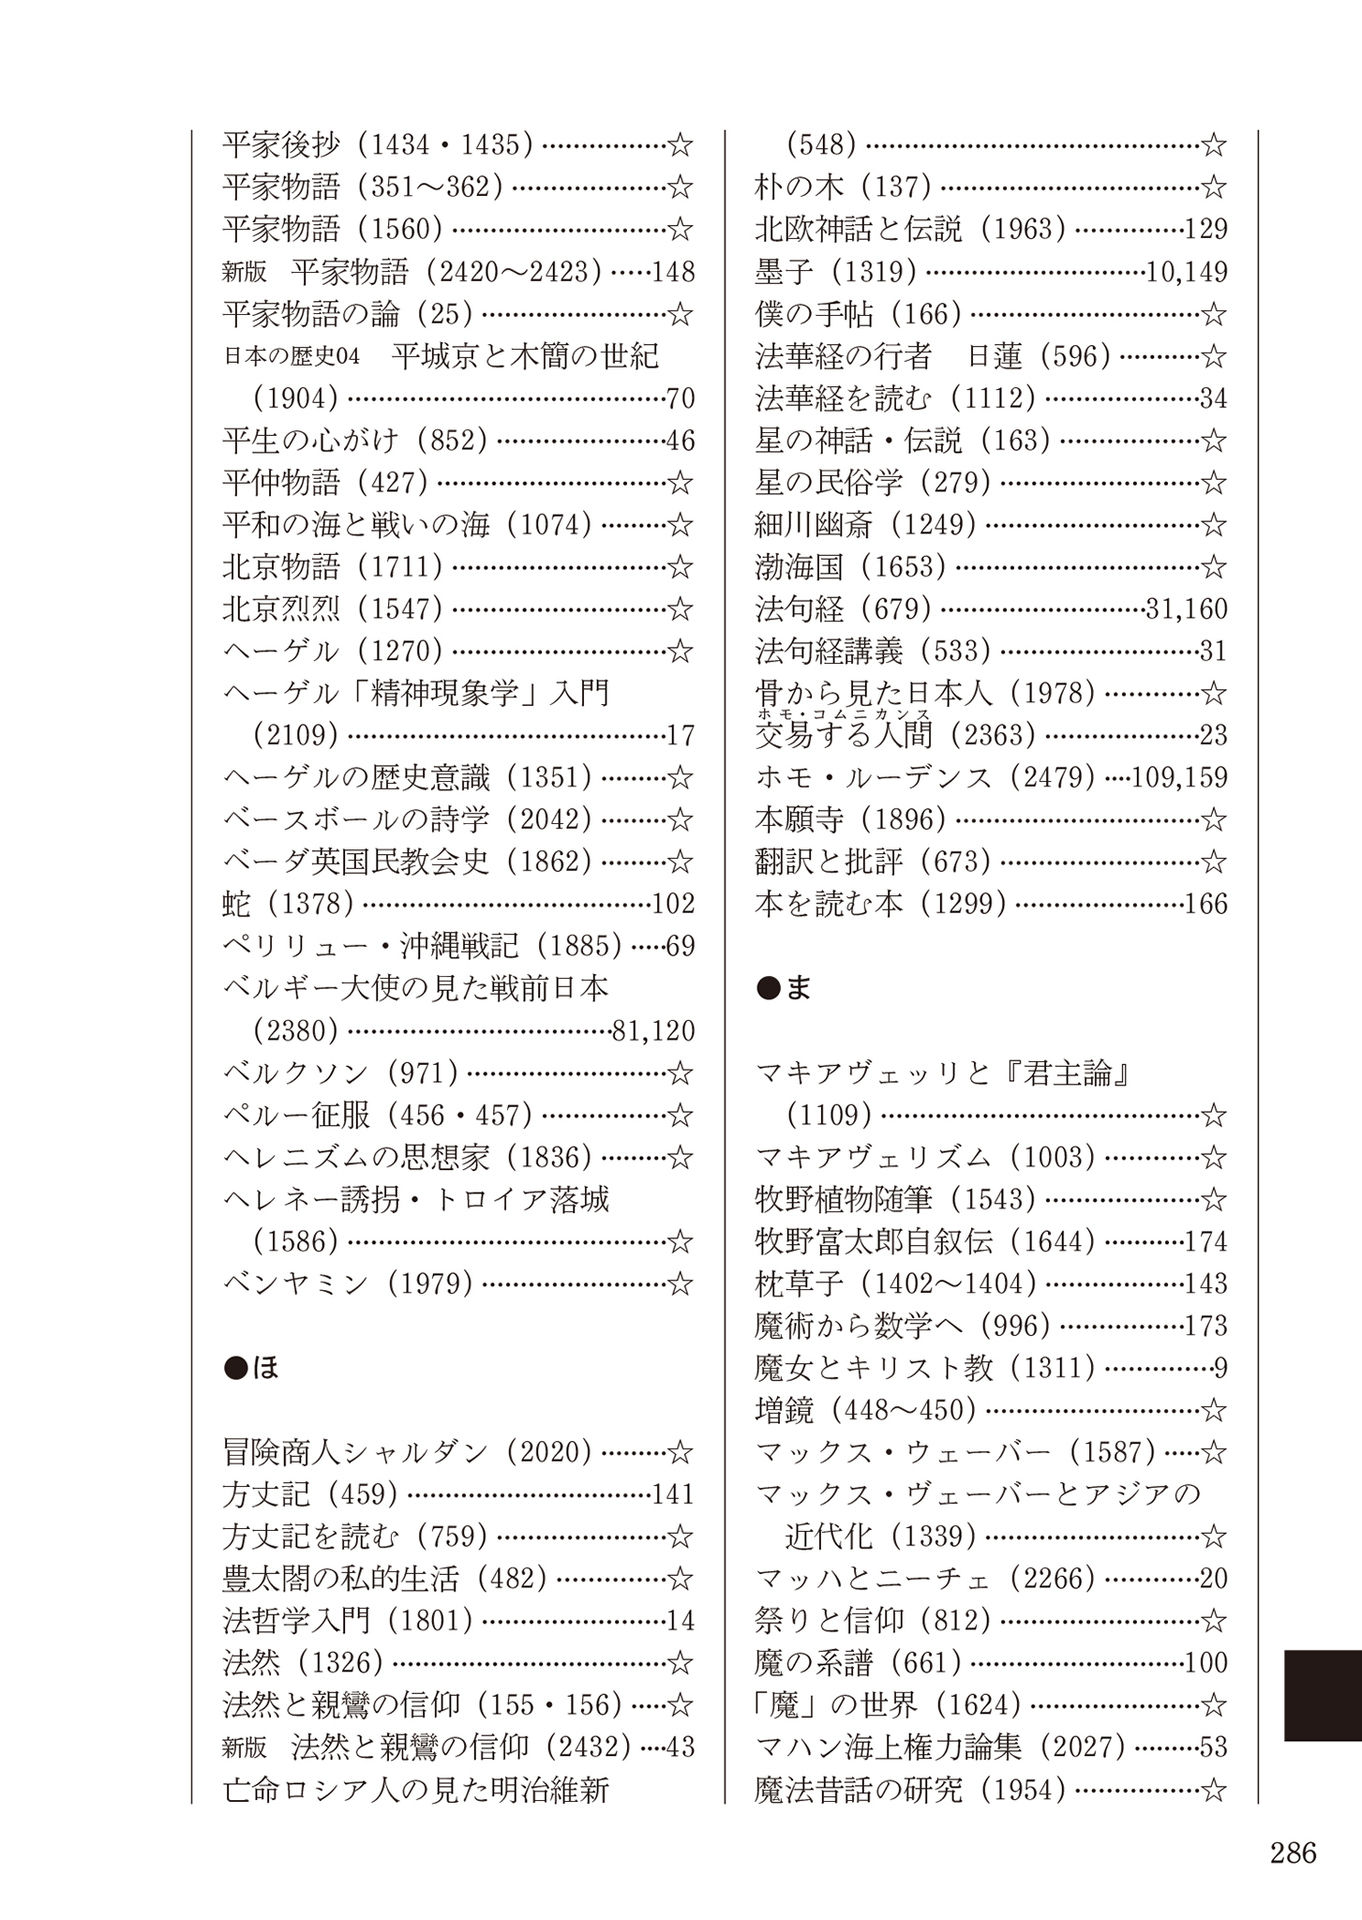 平家後抄（1434・1435）………………☆
平家物語（351～362）…………………☆
平家物語（1560）………………………☆
新版　平家物語（2420～2423）……148
平家物語の論（25）……………………☆
日本の歴史04　平城京と木簡の世紀
（1904）……………………………………70
平生の心がけ（852）…………………46
平仲物語（427）…………………………☆
平和の海と戦いの海（1074）………☆
北京物語（1711）………………………☆
北京烈烈（1547）………………………☆
ヘーゲル（1270）………………………☆
ヘーゲル「精神現象学」入門
（2109）……………………………………17
ヘーゲルの歴史意識（1351）………☆
ベースボールの詩学（2042）………☆
ベーダ英国民教会史（1862）………☆
蛇（1378）………………………………102
ペリリュー・沖縄戦記（1885）……69
ベルギー大使の見た戦前日本
（2380）……………………………81,120
ベルクソン（971）………………………☆
ペルー征服（456・457）……………☆
ヘレニズムの思想家（1836）………☆
ヘレネー誘拐・トロイア落城
（1586）……………………………………☆
ベンヤミン（1979）……………………☆
●ほ
冒険商人シャルダン（2020）………☆
方丈記（459）…………………………141
方丈記を読む（759）…………………☆
豊太閤の私的生活（482）……………☆
法哲学入門（1801）……………………14
法然（1326）………………………………☆
法然と親鸞の信仰（155・156）……☆
新版　法然と親鸞の信仰（2432）…43
亡命ロシア人の見た明治維新
（548）………………………………………☆
朴の木（137）……………………………☆
北欧神話と伝説（1963）……………129
墨子（1319）………………………10,149
僕の手帖（166）…………………………☆
法華経の行者　日蓮（596）…………☆
法華経を読む（1112）…………………34
星の神話・伝説（163）………………☆
星の民俗学（279）………………………☆
細川幽斎（1249）………………………☆
渤海国（1653）……………………………☆
法句経（679）………………………31,160
法句経講義（533）………………………31
骨から見た日本人（1978）…………☆
ホモ・コムニカンス
交易する人間（2363）…………………23
ホモ・ルーデンス（2479）…109,159
本願寺（1896）……………………………☆
翻訳と批評（673）………………………☆
本を読む本（1299）…………………166
●ま
マキアヴェッリと『君主論』
（1109）……………………………………☆
マキアヴェリズム（1003）…………☆
牧野植物随筆（1543）…………………☆
牧野富太郎自叙伝（1644）………174
枕草子（1402～1404）………………143
魔術から数学へ（996）……………173
魔女とキリスト教（1311）……………9
増鏡（448～450）………………………☆
マックス・ウェーバー（1587）……☆
マックス・ヴェーバーとアジアの
近代化（1339）…………………………☆
マッハとニーチェ（2266）…………20
祭りと信仰（812）………………………☆
魔の系譜（661）………………………100
「魔」の世界（1624）…………………☆
マハン海上権力論集（2027）………53
魔法昔話の研究（1954）……………☆
286